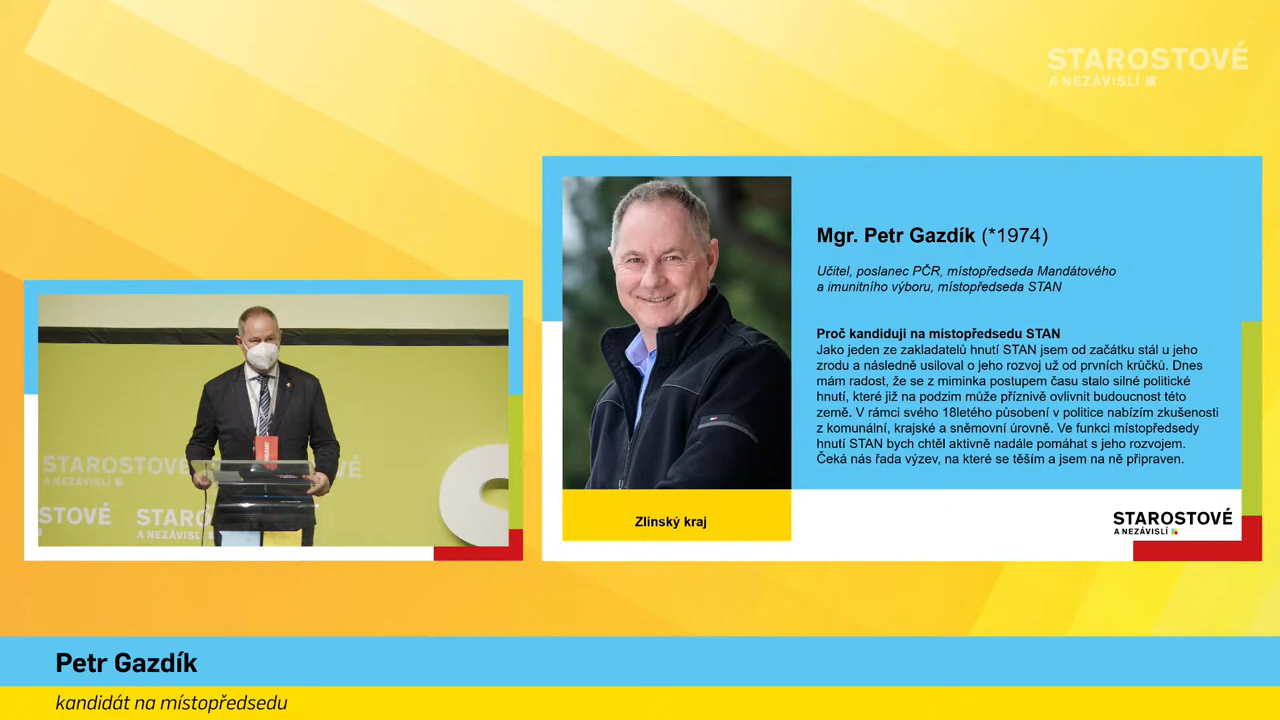 STAROSTOVÉ
A NEZÁVISLÍ
Mgr. Petr Gazdík (*1974)
Učitel, poslanec PČR, místopředseda Mandátového
a imunitního výboru, místopředseda STAN
Proč kandiduji na místopředsedu STAN
Jako jeden ze zakladatelů hnutí STAN jsem od začátku stál u jeho
zrodu a následně usiloval o jeho rozvoj už od prvních krůčků. Dnes
mám radost, že se z miminka postupem času stalo silné politické
hnutí, které již na podzim může příznivě ovlivnit budoucnost této
země. V rámci svého 18letého působení v politice nabízím zkušenosti
z komunální, krajské a sněmovní úrovně. Ve funkci místopředsedy
hnutí STAN bych chtěl aktivně nadále pomáhat s jeho rozvojem.
Čeká nás řada výzev, na které se těším a jsem na ně připraven.
Zlínský kraj
STAROSTOVÉ
A NEZÁVISLÍ
STAROSTOVÉ
A NEZÁVISLÍ
STOVÉ
STARO
A NEZÁVISLÍ
S
Petr Gazdík
kandidát na místopředsedu